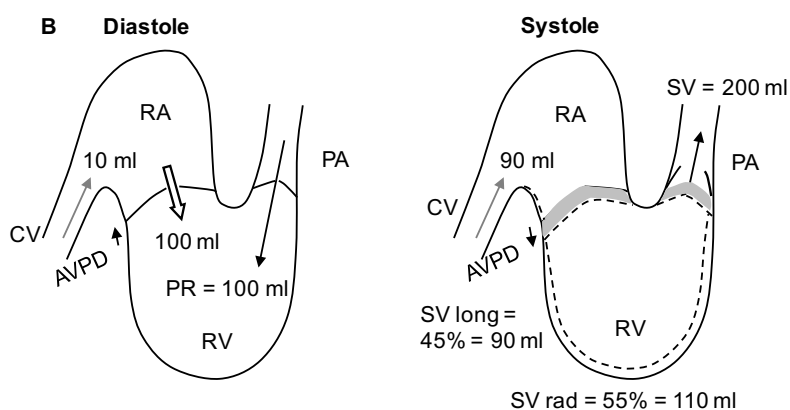 B Diastole
RA
10 ml
PA
CV
100 ml
AVPD
PR = 100 ml
RV
Systole
SV = 200 ml
RA
90 ml
PA
CV
AVPD
SV long =
45% = 90 ml
RV
SV rad = 55% = 110 ml